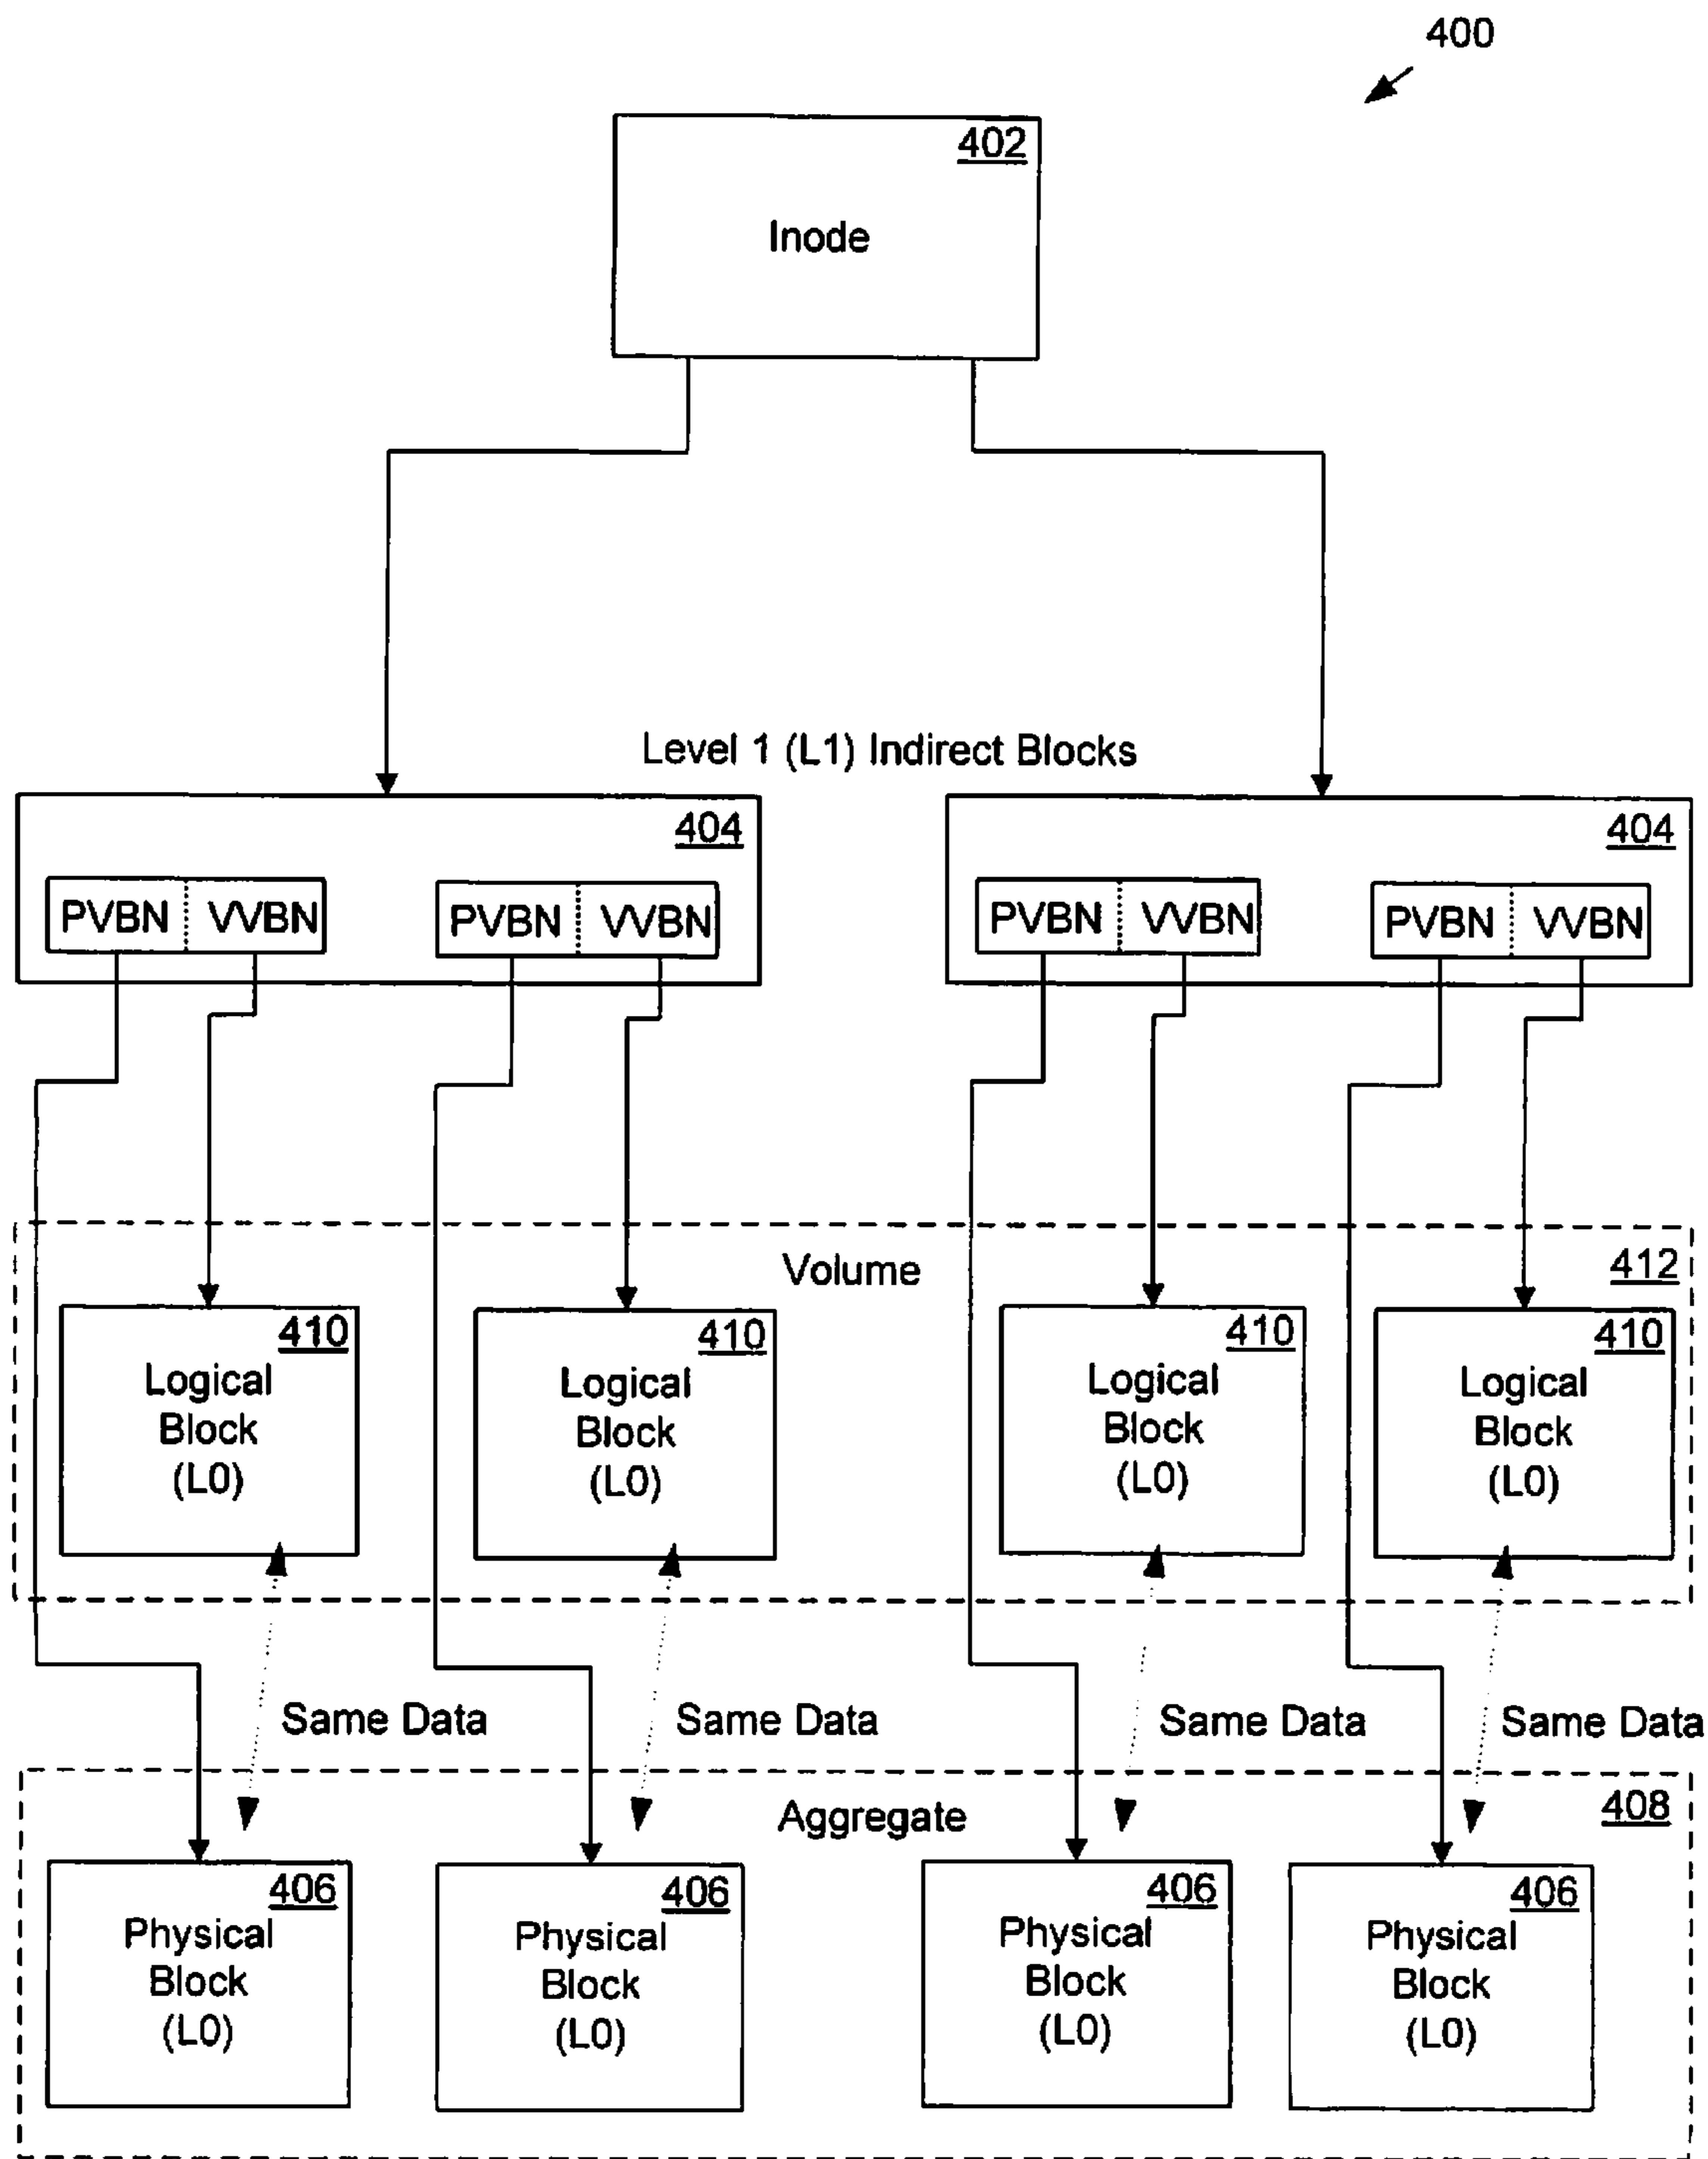 400
402
Inode
Level 1 (L1) Indirect Blocks
404
404
PVBN VVBN
PVBN VVBN
PVBN VVBN
PVBN VVBN
Volume
412
410
Logical
Block
(L0)
410
Logical
Block
(L0)
410
Logical
Block
(L0)
410
Logical
Block
(L0)
Same Data
Same Data
Same Data
Same Data
Aggregate
408
406
Physical
Block
(L0)
406
Physical
Block
(L0)
406
Physical
Block
(L0)
406
Physical
Block
(L0)